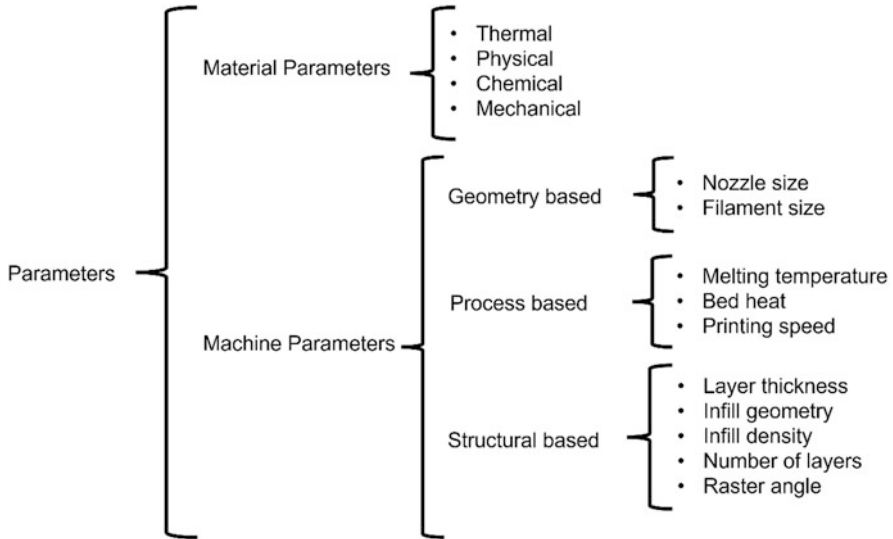 Parameters
Material Parameters
• Thermal
• Physical
• Chemical
• Mechanical
Machine Parameters
Geometry based
• Nozzle size
• Filament size
Process based
• Melting temperature
• Bed heat
• Printing speed
Structural based
• Layer thickness
• Infill geometry
• Infill density
• Number of layers
• Raster angle